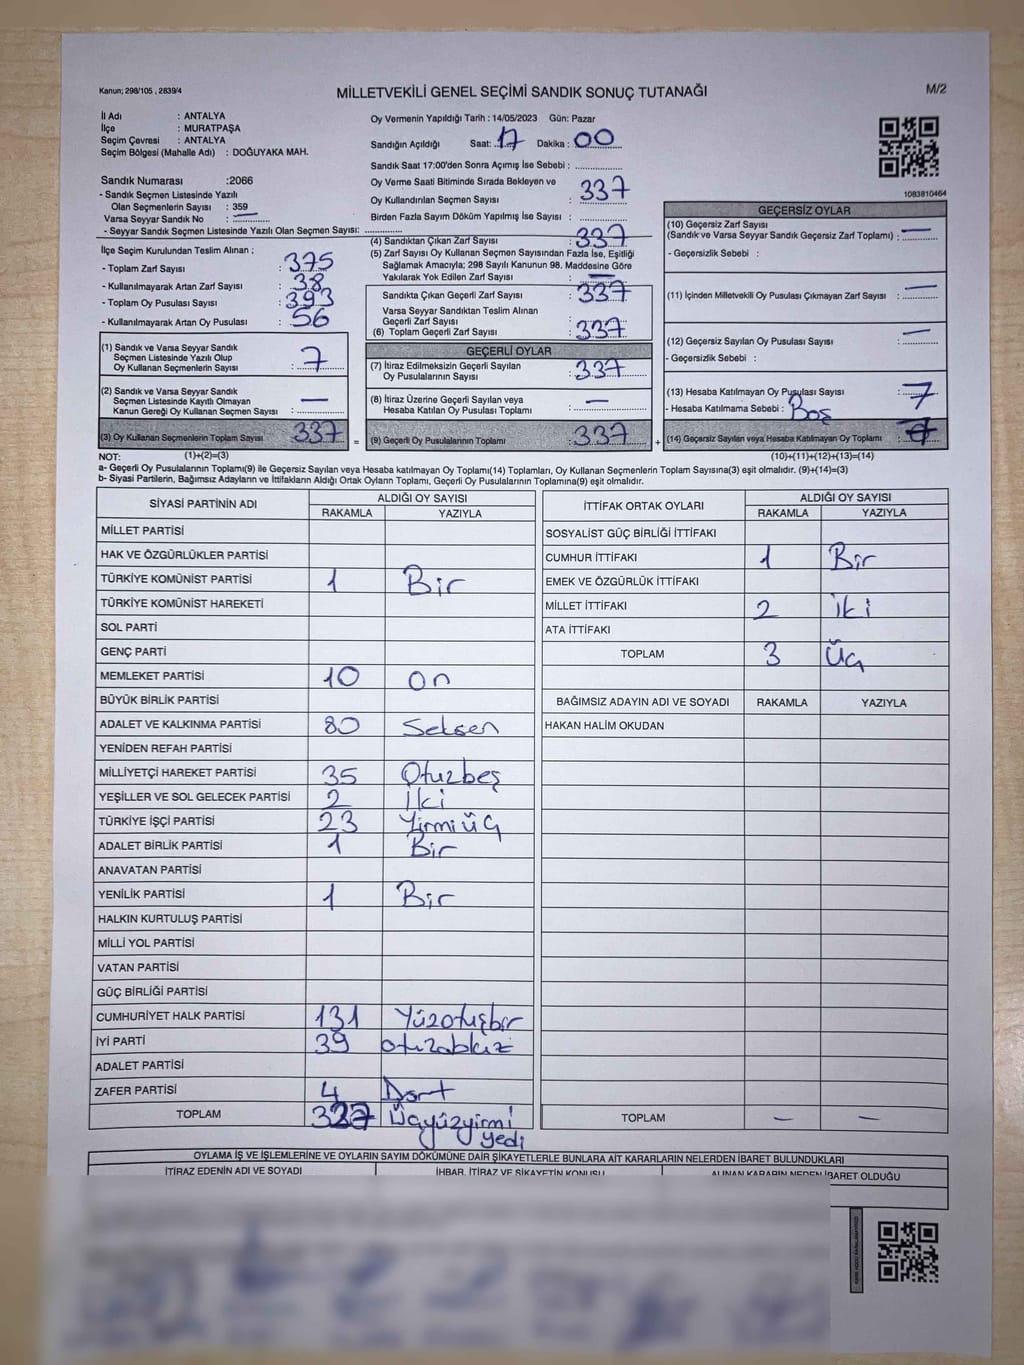 Kanun; 298/105 , 2839/4
MİLLETVEKİLİ GENEL SEÇİMİ SANDIK SONUÇ TUTANAĞI
M/2
İl Adı : ANTALYA
İlçe : MURATPAŞA
Seçim Çevresi : ANTALYA
Seçim Bölgesi (Mahalle Adı) : DOĞUYAKA MAH.
Sandık Numarası :2066
- Sandık Seçmen Listesinde Yazılı
Olan Seçmenlerin Sayısı : 359
Varsa Seyyar Sandık No : —
- Seyyar Sandık Seçmen Listesinde Yazılı Olan Seçmen Sayısı:
Oy Vermenin Yapıldığı Tarih : 14/05/2023 Gün: Pazar
Sandığın Açıldığı Saat: 17 Dakika : 00
Sandık Saat 17:00'den Sonra Açımış İse Sebebi :
Oy Verme Saati Bitiminde Sırada Bekleyen ve
Oy Kullandırılan Seçmen Sayısı : 337
Birden Fazla Sayım Döküm Yapılmış İse Sayısı :
1083810464
İlçe Seçim Kurulundan Teslim Alınan ;
- Toplam Zarf Sayısı : 375
- Kullanılmayarak Artan Zarf Sayısı : 38
- Toplam Oy Pusulası Sayısı : 393
- Kullanılmayarak Artan Oy Pusulası : 56
(4) Sandıktan Çıkan Zarf Sayısı : 337
(5) Zarf Sayısı Oy Kullanan Seçmen Sayısından Fazla İse, Eşitliği
Sağlamak Amacıyla; 298 Sayılı Kanunun 98. Maddesine Göre
Yakılarak Yok Edilen Zarf Sayısı : —
Sandıkta Çıkan Geçerli Zarf Sayısı : 337
Varsa Seyyar Sandıktan Teslim Alınan
Geçerli Zarf Sayısı :
(6) Toplam Geçerli Zarf Sayısı : 337
GEÇERSİZ OYLAR
(10) Geçersiz Zarf Sayısı
(Sandık ve Varsa Seyyar Sandık Geçersiz Zarf Toplamı) : —
- Geçersizlik Sebebi :
(11) İçinden Milletvekili Oy Pusulası Çıkmayan Zarf Sayısı : —
(12) Geçersiz Sayılan Oy Pusulası Sayısı : —
- Geçersizlik Sebebi :
(13) Hesaba Katılmayan Oy Pusulası Sayısı : 7
- Hesaba Katılmama Sebebi : Boş
(14) Geçersiz Sayılan veya Hesaba Katılmayan Oy Toplamı :
(1) Sandık ve Varsa Seyyar Sandık
Seçmen Listesinde Yazılı Olup
Oy Kullanan Seçmenlerin Sayısı : 7
(2) Sandık ve Varsa Seyyar Sandık
Seçmen Listesinde Kayıtlı Olmayan
Kanun Gereği Oy Kullanan Seçmen Sayısı : —
(3) Oy Kullanan Seçmenlerin Toplam Sayısı 337 =
GEÇERLİ OYLAR
(7) İtiraz Edilmeksizin Geçerli Sayılan
Oy Pusulalarının Sayısı : 337
(8) İtiraz Üzerine Geçerli Sayılan veya
Hesaba Katılan Oy Pusulası Toplamı : —
(9) Geçerli Oy Pusulalarının Toplamı : 337 +
NOT: (1)+(2)=(3) (10)+(11)+(12)+(13)=(14)
a- Geçerli Oy Pusulalarının Toplamı(9) ile Geçersiz Sayılan veya Hesaba katılmayan Oy Toplamı(14) Toplamları, Oy Kullanan Seçmenlerin Toplam Sayısına(3) eşit olmalıdır. (9)+(14)=(3)
b- Siyasi Partilerin, Bağımsız Adayların ve İttifakların Aldığı Ortak Oyların Toplamı, Geçerli Oy Pusulalarının Toplamına(9) eşit olmalıdır.
SİYASİ PARTİNİN ADI ALDIĞI OY SAYISI
RAKAMLA YAZIYLA
MİLLET PARTİSİ
HAK VE ÖZGÜRLÜKLER PARTİSİ
TÜRKİYE KOMÜNİST PARTİSİ 1 Bir
TÜRKİYE KOMÜNİST HAREKETİ
SOL PARTİ
GENÇ PARTİ
MEMLEKET PARTİSİ 10 on
BÜYÜK BİRLİK PARTİSİ
ADALET VE KALKINMA PARTİSİ 80 Seksen
YENİDEN REFAH PARTİSİ
MİLLİYETÇİ HAREKET PARTİSİ 35 Otuzbeş
YEŞİLLER VE SOL GELECEK PARTİSİ 2 İki
TÜRKİYE İŞÇİ PARTİSİ 23 Yirmi üç
ADALET BİRLİK PARTİSİ 1 Bir
ANAVATAN PARTİSİ
YENİLİK PARTİSİ 1 Bir
HALKIN KURTULUŞ PARTİSİ
MİLLİ YOL PARTİSİ
VATAN PARTİSİ
GÜÇ BİRLİĞİ PARTİSİ
CUMHURİYET HALK PARTİSİ 131
İYİ PARTİ 39
ADALET PARTİSİ
ZAFER PARTİSİ 4 Dört
TOPLAM 327 Üçyüzyirmi
yedi
İTTİFAK ORTAK OYLARI ALDIĞI OY SAYISI
RAKAMLA YAZIYLA
SOSYALİST GÜÇ BİRLİĞİ İTTİFAKI
CUMHUR İTTİFAKI 1 Bir
EMEK VE ÖZGÜRLÜK İTTİFAKI
MİLLET İTTİFAKI 2 iki
ATA İTTİFAKI
TOPLAM 3 Üç
BAĞIMSIZ ADAYIN ADI VE SOYADI RAKAMLA YAZIYLA
HAKAN HALİM OKUDAN
TOPLAM — —
OYLAMA İŞ VE İŞLEMLERİNE VE OYLARIN SAYIM DÖKÜMÜNE DAİR ŞİKAYETLERLE BUNLARA AİT KARARLARIN NELERDEN İBARET BULUNDUKLARI
İTİRAZ EDENİN ADI VE SOYADI İHBAR, İTİRAZ VE ŞİKAYETİN KONUSU ALINAN KARARIN NEDEN İBARET OLDUĞU